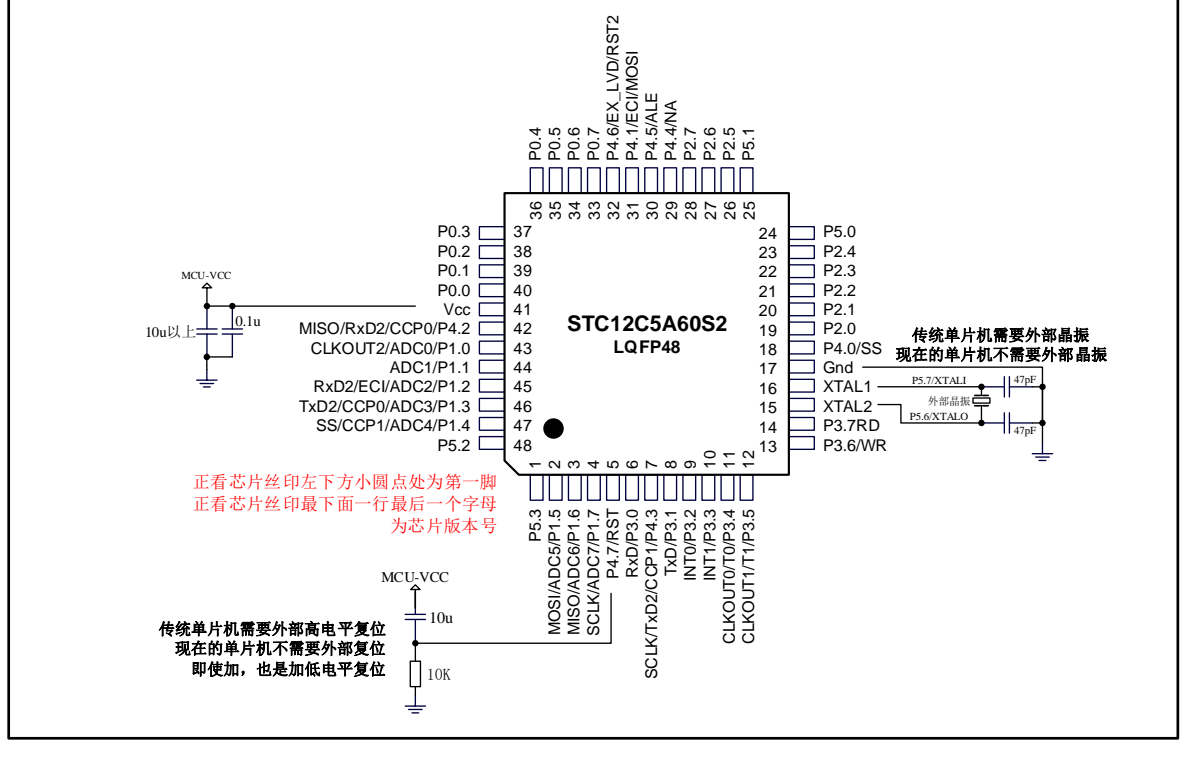 P0.4
P0.5
P0.6
P0.7
P4.6/EX_LVD/RST2
P4.1/ECI/MOSI
P4.5/ALE
P4.4/NA
P2.7
P2.6
P2.5
P5.1
36
35
34
33
32
31
30
29
28
27
26
25
P0.3 37
P0.2 38
P0.1 39
P0.0 40
Vcc 41
MISO/RxD2/CCP0/P4.2 42
CLKOUT2/ADC0/P1.0 43
ADC1/P1.1 44
RxD2/ECI/ADC2/P1.2 45
TxD2/CCP0/ADC3/P1.3 46
SS/CCP1/ADC4/P1.4 47
P5.2 48
MCU-VCC
10u以上
0.1u
STC12C5A60S2
LQFP48
24 P5.0
23 P2.4
22 P2.3
21 P2.2
20 P2.1
19 P2.0
18 P4.0/SS
17 Gnd
16 XTAL1
15 XTAL2
14 P3.7RD
13 P3.6/WR
传统单片机需要外部晶振
现在的单片机不需要外部晶振
P5.7/XTALI
47pF
外部晶振
P5.6/XTALO
47pF
1
2
3
4
5
6
7
8
9
10
11
12
P5.3
MOSI/ADC5/P1.5
MISO/ADC6/P1.6
SCLK/ADC7/P1.7
P4.7/RST
RxD/P3.0
SCLK/TxD2/CCP1/P4.3
TxD/P3.1
INT0/P3.2
INT1/P3.3
CLKOUT0/T0/P3.4
CLKOUT1/T1/P3.5
正看芯片丝印左下方小圆点处为第一脚
正看芯片丝印最下面一行最后一个字母
为芯片版本号
MCU-VCC
10u
传统单片机需要外部高电平复位
现在的单片机不需要外部复位
即使加，也是加低电平复位
10K